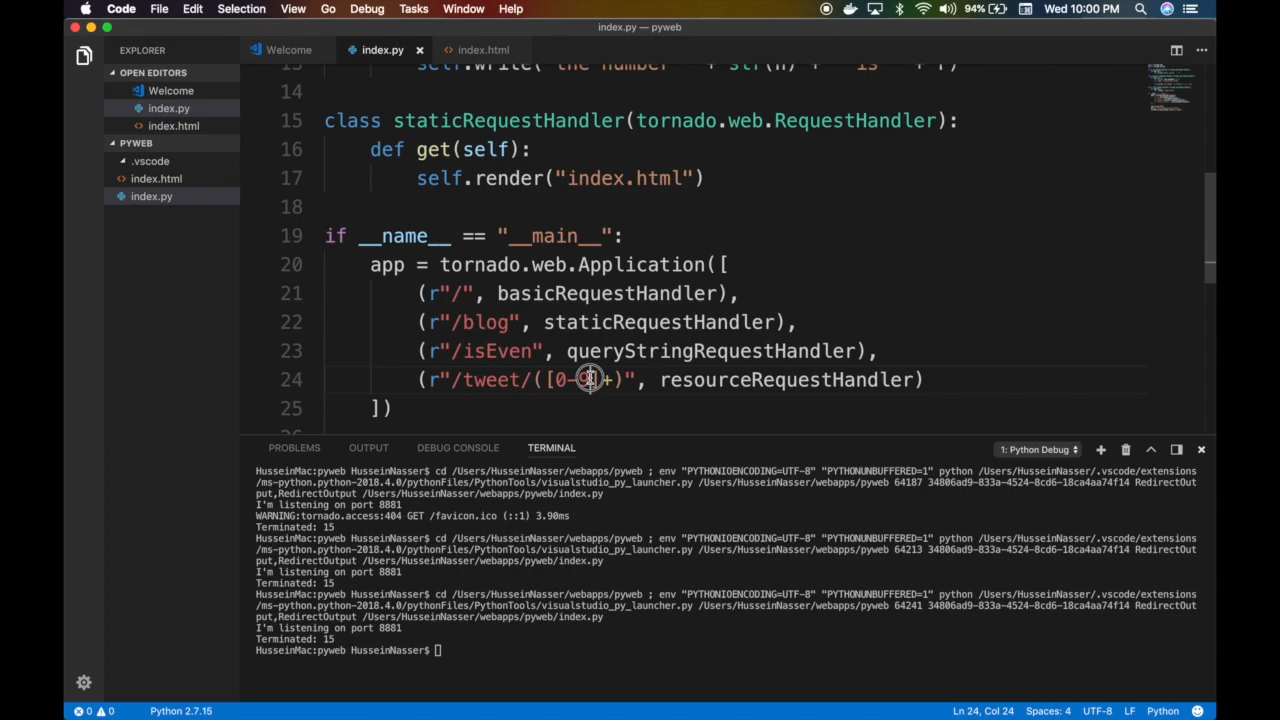 Code File Edit Selection View Go Debug Tasks Window Help 94% Wed 10:00 PM
index.py — pyweb
EXPLORER
OPEN EDITORS
Welcome
index.py
index.html
PYWEB
.vscode
index.html
index.py
Welcome index.py × index.html
13 self.write("the number " + str(n) + " is " + r)
14
15 class staticRequestHandler(tornado.web.RequestHandler):
16 def get(self):
17 self.render("index.html")
18
19 if __name__ == "__main__":
20 app = tornado.web.Application([
21 (r"/", basicRequestHandler),
22 (r"/blog", staticRequestHandler),
23 (r"/isEven", queryStringRequestHandler),
24 (r"/tweet/([0-9]+)", resourceRequestHandler)
25 ])
PROBLEMS OUTPUT DEBUG CONSOLE TERMINAL 1: Python Debug
HusseinMac:pyweb HusseinNasser$ cd /Users/HusseinNasser/webapps/pyweb ; env "PYTHONIOENCODING=UTF-8" "PYTHONUNBUFFERED=1" python /Users/HusseinNasser/.vscode/extensions
/ms-python.python-2018.4.0/pythonFiles/PythonTools/visualstudio_py_launcher.py /Users/HusseinNasser/webapps/pyweb 64187 34806ad9-833a-4524-8cd6-18ca4aa74f14 RedirectOut
put,RedirectOutput /Users/HusseinNasser/webapps/pyweb/index.py
I'm listening on port 8881
WARNING:tornado.access:404 GET /favicon.ico (::1) 3.90ms
Terminated: 15
HusseinMac:pyweb HusseinNasser$ cd /Users/HusseinNasser/webapps/pyweb ; env "PYTHONIOENCODING=UTF-8" "PYTHONUNBUFFERED=1" python /Users/HusseinNasser/.vscode/extensions
/ms-python.python-2018.4.0/pythonFiles/PythonTools/visualstudio_py_launcher.py /Users/HusseinNasser/webapps/pyweb 64213 34806ad9-833a-4524-8cd6-18ca4aa74f14 RedirectOut
put,RedirectOutput /Users/HusseinNasser/webapps/pyweb/index.py
I'm listening on port 8881
Terminated: 15
HusseinMac:pyweb HusseinNasser$ cd /Users/HusseinNasser/webapps/pyweb ; env "PYTHONIOENCODING=UTF-8" "PYTHONUNBUFFERED=1" python /Users/HusseinNasser/.vscode/extensions
/ms-python.python-2018.4.0/pythonFiles/PythonTools/visualstudio_py_launcher.py /Users/HusseinNasser/webapps/pyweb 64241 34806ad9-833a-4524-8cd6-18ca4aa74f14 RedirectOut
put,RedirectOutput /Users/HusseinNasser/webapps/pyweb/index.py
I'm listening on port 8881
Terminated: 15
HusseinMac:pyweb HusseinNasser$
0 0 Python 2.7.15 Ln 24, Col 24 Spaces: 4 UTF-8 LF Python